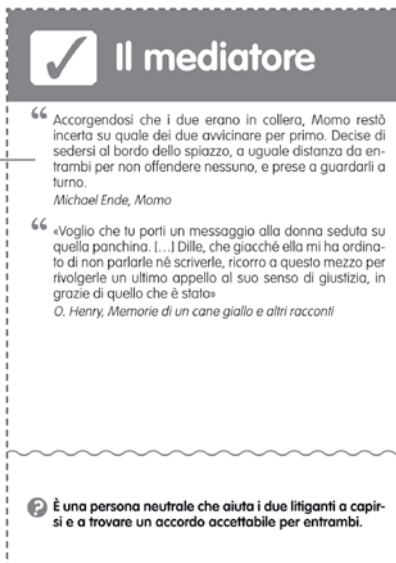 Il mediatore
“ Accorgendosi che i due erano in collera, Momo restò
incerta su quale dei due avvicinare per primo. Decise di
sedersi al bordo dello spiazzo, a uguale distanza da en-
trambi per non offendere nessuno, e prese a guardarli a
turno.
Michael Ende, Momo
“ «Voglio che tu porti un messaggio alla donna seduta su
quella panchina. [...] Dille, che giacché ella mi ha ordina-
to di non parlarle né scriverle, ricorro a questo mezzo per
rivolgerle un ultimo appello al suo senso di giustizia, in
grazie di quello che è stato»
O. Henry, Memorie di un cane giallo e altri racconti
? È una persona neutrale che aiuta i due litiganti a capir-
si e a trovare un accordo accettabile per entrambi.